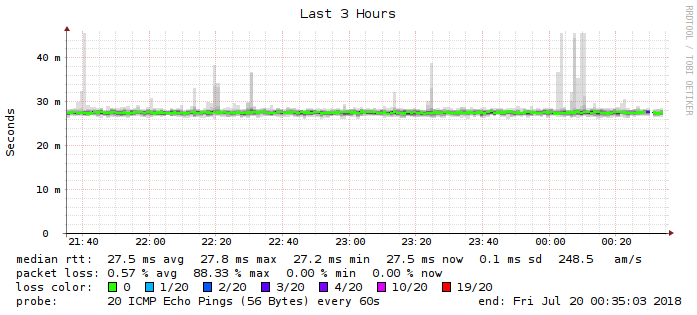 Last 3 Hours
RRDTOOL / TOBI OETIKER
Seconds
40 m
30 m
20 m
10 m
0
21:40 22:00 22:20 22:40 23:00 23:20 23:40 00:00 00:20
median rtt: 27.5 ms avg 27.8 ms max 27.2 ms min 27.5 ms now 0.1 ms sd 248.5 am/s
packet loss: 0.57 % avg 88.33 % max 0.00 % min 0.00 % now
loss color: 0 1/20 2/20 3/20 4/20 10/20 19/20
probe: 20 ICMP Echo Pings (56 Bytes) every 60s end: Fri Jul 20 00:35:03 2018